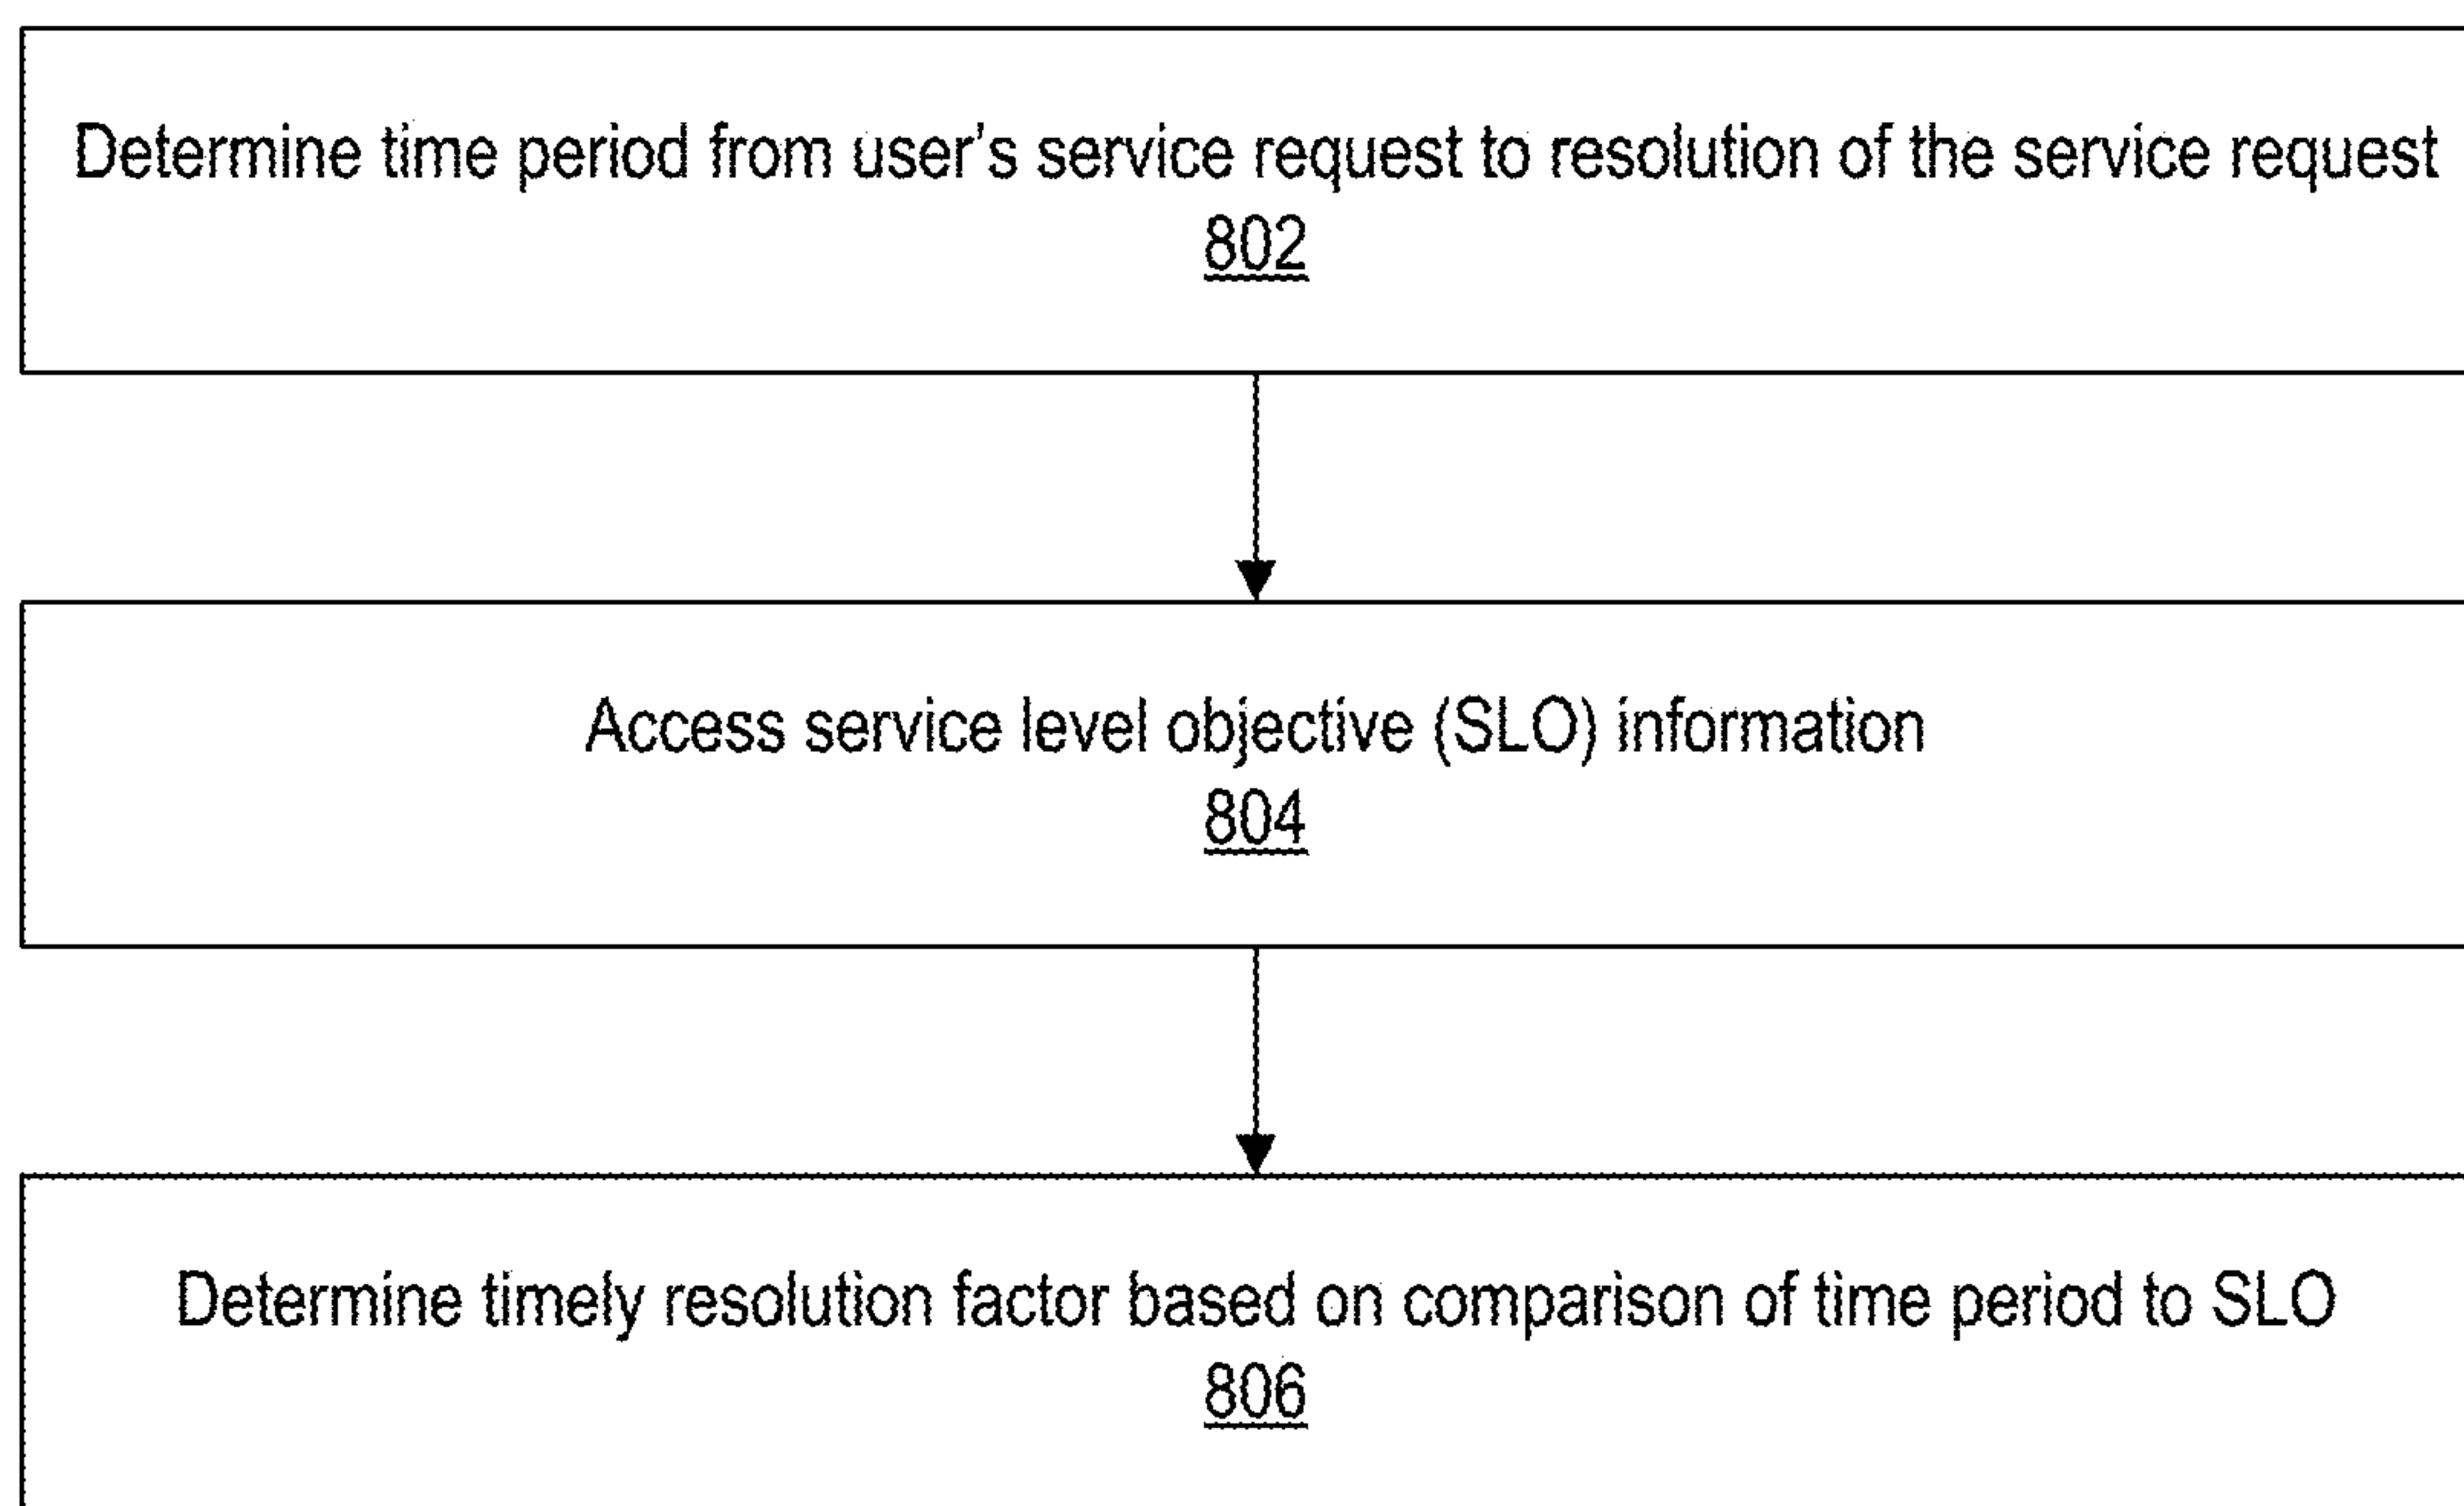 Determine time period from user's service request to resolution of the service request
802
Access service level objective (SLO) information
804
Determine timely resolution factor based on comparison of time period to SLO
806